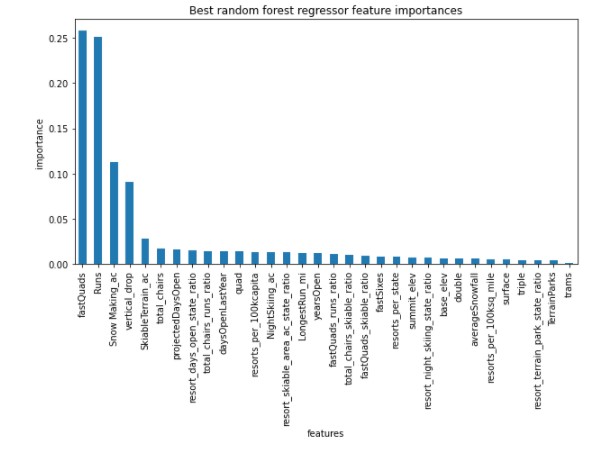 Best random forest regressor feature importances
0.25
0.20
0.15
0.10
0.05
0.00
importance
fastQuads
Runs
Snow Making_ac
vertical_drop
SkiableTerrain_ac
total_chairs
projectedDaysOpen
resort_days_open_state_ratio
total_chairs_runs_ratio
daysOpenLastYear
quad
resorts_per_100kcapita
NightSkiing_ac
resort_skiable_area_ac_state_ratio
LongestRun_mi
yearsOpen
fastQuads_runs_ratio
total_chairs_skiable_ratio
fastQuads_skiable_ratio
fastSixes
resorts_per_state
summit_elev
resort_night_skiing_state_ratio
base_elev
double
averageSnowfall
resorts_per_100ksq_mile
surface
triple
resort_terrain_park_state_ratio
TerrainParks
trams
features